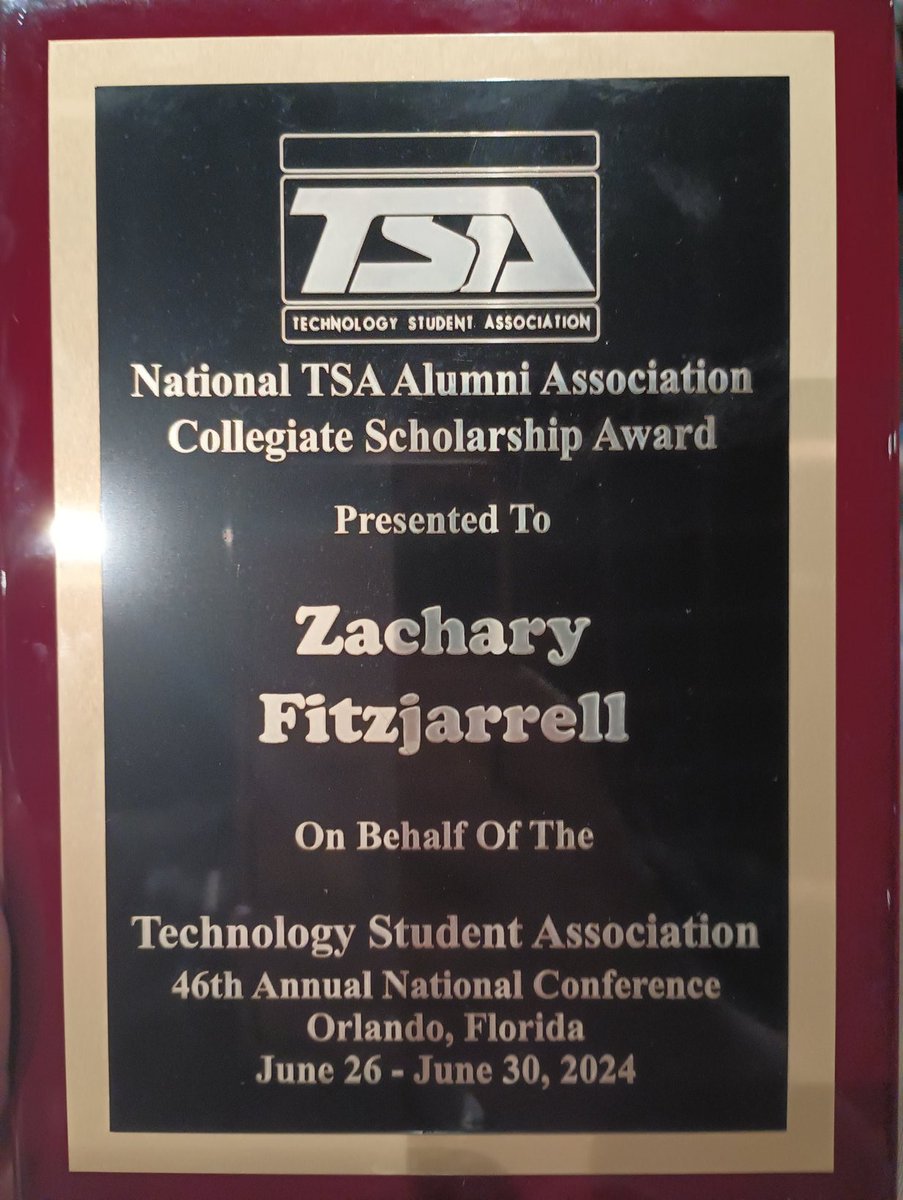 TSA
TECHNOLOGY STUDENT ASSOCIATION
National TSA Alumni Association
Collegiate Scholarship Award
Presented To
Zachary
Fitzjarrell
On Behalf Of The
Technology Student Association
46th Annual National Conference
Orlando, Florida
June 26 - June 30, 2024